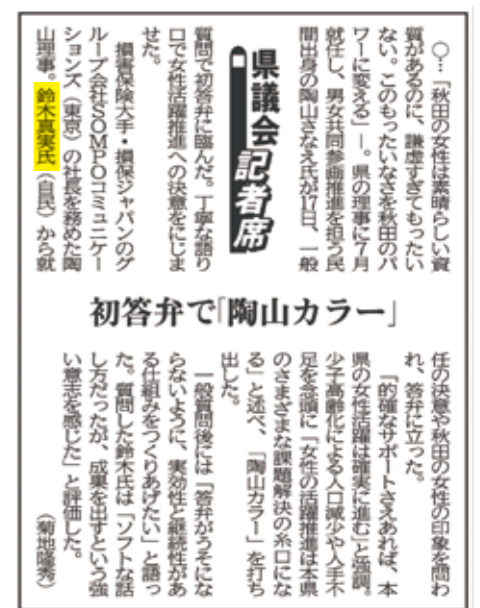 県議会記者席
初答弁で「陶山カラー」
○…「秋田の女性は素晴らしい資
質があるのに、謙虚すぎてもったい
ない。このもったいなさを秋田のパ
ワーに変える」―。県の理事に7月
就任し、男女共同参画推進を担う民
間出身の陶山さなえ氏が17日、一般
質問で初答弁に臨んだ。丁寧な語り
口で女性活躍推進への決意をにじま
せた。
損害保険大手・損保ジャパンのグ
ループ会社SOMPOコミュニケー
ションズ(東京)の社長を務めた陶
山理事。鈴木真実氏(自民)から就
任の決意や秋田の女性の印象を問わ
れ、答弁に立った。
「的確なサポートさえあれば、本
県の女性活躍は確実に進む」と強調。
少子高齢化による人口減少や人手不
足を念頭に「女性の活躍推進は本県
のさまざまな課題解決の糸口にな
る」と述べ、「陶山カラー」を打ち
出した。
一般質問後には「答弁がうそにな
らないように、実効性と継続性があ
る仕組みをつくりあげたい」と語っ
た。質問した鈴木氏は「ソフトな話
し方だったが、成果を出すという強
い意志を感じた」と評価した。
(菊地隆秀)